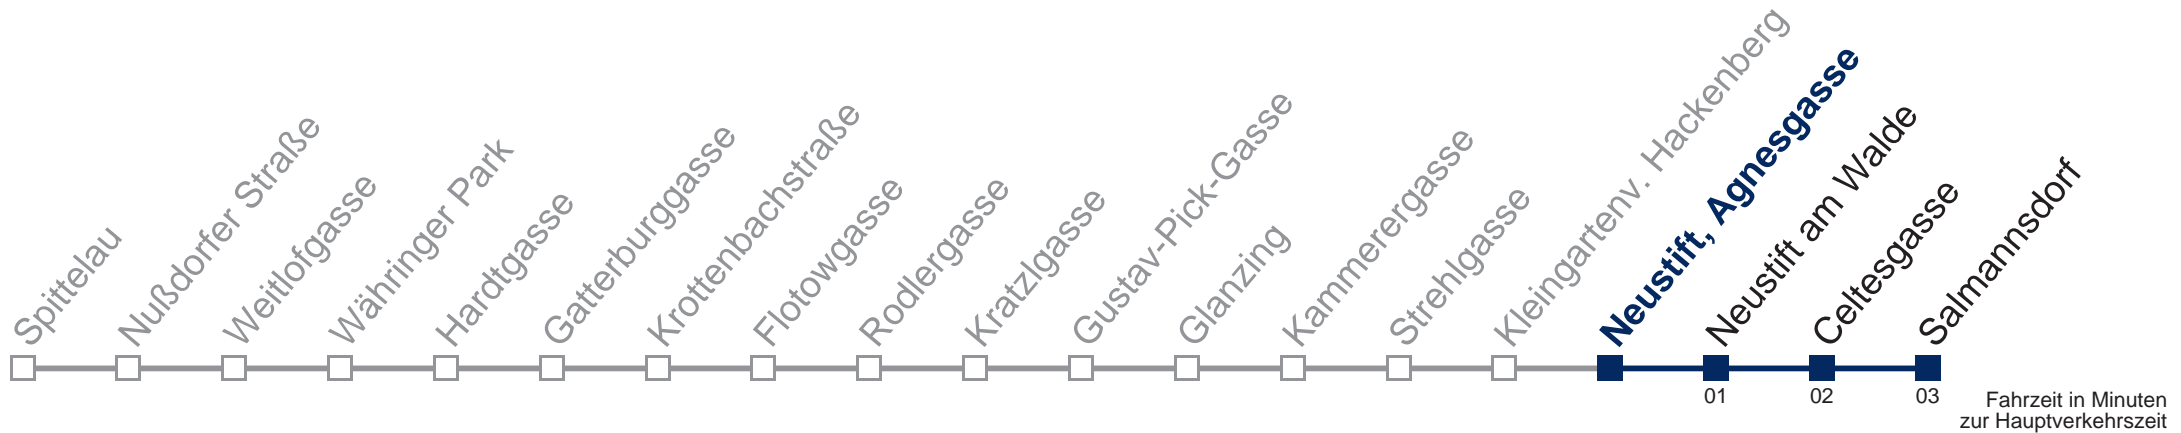 Spittelau
Nußdorfer Straße
Weitlofgasse
Währinger Park
Hardtgasse
Gatterburggasse
Krottenbachstraße
Flotowgasse
Rodlergasse
Kratzlgasse
Gustav-Pick-Gasse
Glanzing
Kammerergasse
Strehlgasse
Kleingartenv. Hackenberg
Neustift, Agnesgasse
Neustift am Walde
Celtesgasse
Salmannsdorf
01 02 03
Fahrzeit in Minuten
zur Hauptverkehrszeit